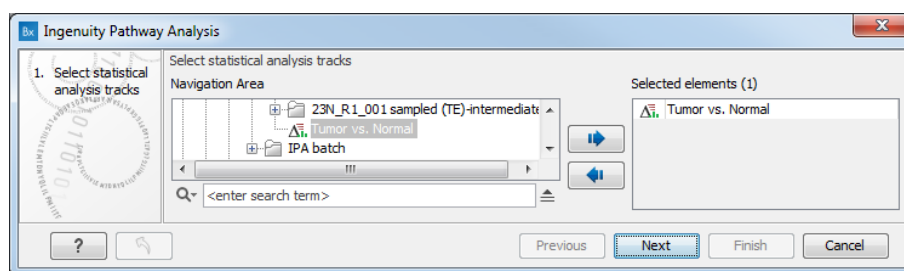 Bx Ingenuity Pathway Analysis
1. Select statistical
analysis tracks
Select statistical analysis tracks
Navigation Area
23N_R1_001 sampled (TE)-intermediate
Tumor vs. Normal
IPA batch
<enter search term>
Selected elements (1)
Tumor vs. Normal
?
Previous
Next
Finish
Cancel